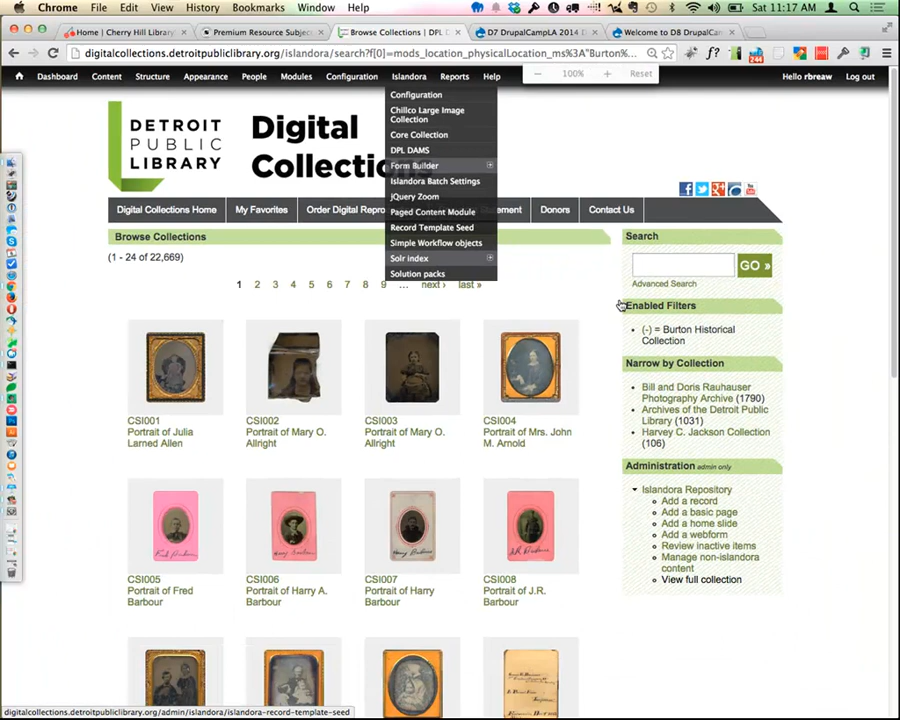 Chrome File Edit View History Bookmarks Window Help Sat 11:17 AM
Home | Cherry Hill Library
Premium Resource Subject
Browse Collections | DPL
D7 DrupalCampLA 2014 D
Welcome to D8 DrupalCam
digitalcollections.detroitpubliclibrary.org/islandora/search?f[0]=mods_location_physicalLocation_ms%3A"Burton%...
244
Dashboard Content Structure Appearance People Modules Configuration Islandora Reports Help
100% Reset
Hello rbreaw Log out
Configuration
Chillco Large Image
Collection
Core Collection
DPL DAMS
Form Builder
Islandora Batch Settings
jQuery Zoom
Paged Content Module
Record Template Seed
Simple Workflow objects
Solr index
Solution packs
DETROIT
PUBLIC
LIBRARY
Digital
Collections
Digital Collections Home My Favorites Order Digital Repro Statement Donors Contact Us
Browse Collections
(1 - 24 of 22,669)
1 2 3 4 5 6 7 8 9 ... next › last »
CSI001
Portrait of Julia
Larned Allen
CSI002
Portrait of Mary O.
Allright
CSI003
Portrait of Mary O.
Allright
CSI004
Portrait of Mrs. John
M. Arnold
CSI005
Portrait of Fred
Barbour
CSI006
Portrait of Harry A.
Barbour
CSI007
Portrait of Harry
Barbour
CSI008
Portrait of J.R.
Barbour
Search
GO »
Advanced Search
Enabled Filters
(-) = Burton Historical
Collection
Narrow by Collection
Bill and Doris Rauhauser
Photography Archive (1790)
Archives of the Detroit Public
Library (1031)
Harvey C. Jackson Collection
(106)
Administration admin only
Islandora Repository
Add a record
Add a basic page
Add a home slide
Add a webform
Review inactive items
Manage non-islandora
content
View full collection
digitalcollections.detroitpubliclibrary.org/admin/islandora/islandora-record-template-seed